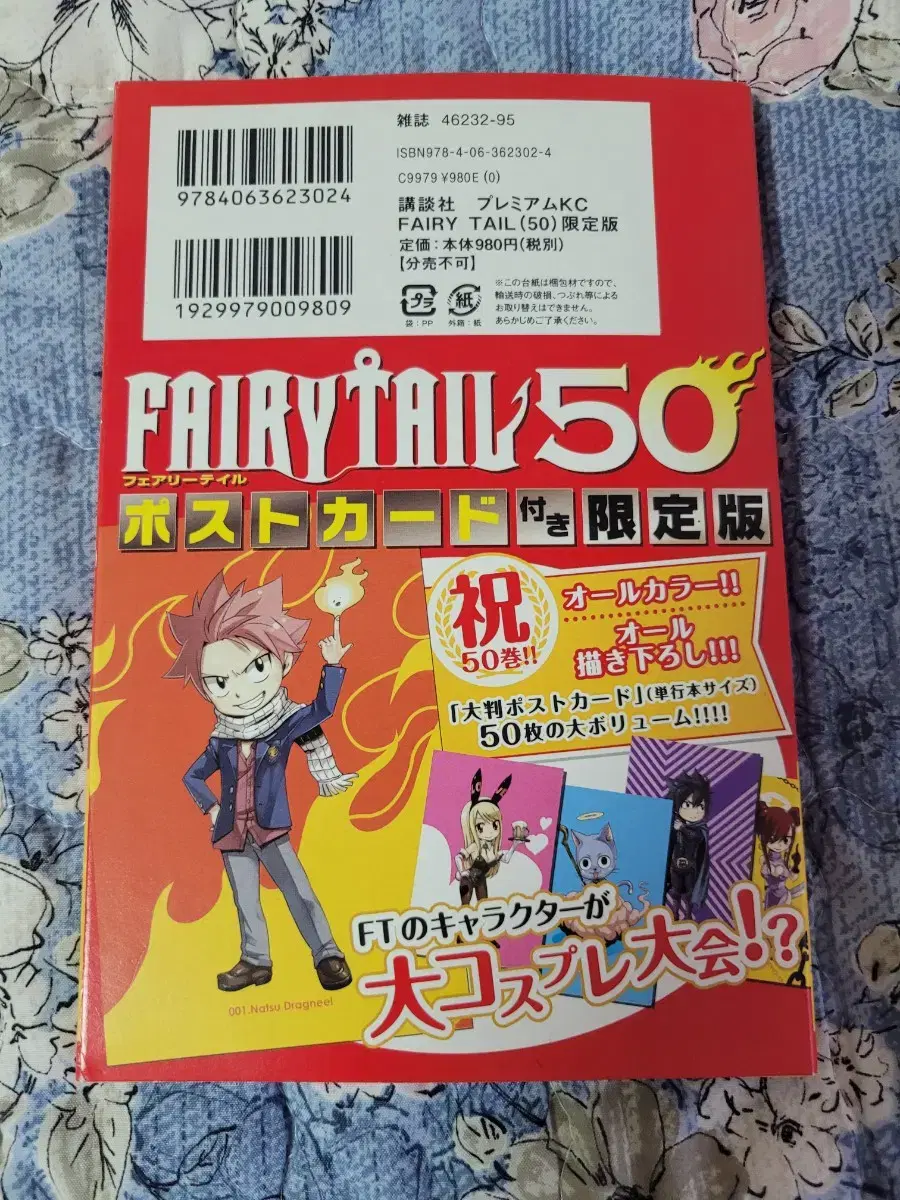 雑誌 46232-95
ISBN978-4-06-362302-4
C9979 ¥980E (0)
9784063623024
講談社 プレミアムKC
FAIRY TAIL(50)限定版
定価:本体980円(税別)
【分売不可】
1929979009809
プラ
袋:PP
紙
外箱:紙
※この台紙は梱包材ですので、
輸送時の破損、つぶれ等による
お取り替えはできません。
あらかじめご了承ください。
FAIRY TAIL 50
フェアリーテイル
ポストカード付き限定版
祝
50巻!!
オールカラー!!
オール
描き下ろし!!!
「大判ポストカード」(単行本サイズ)
50枚の大ボリューム!!!!
FTのキャラクターが
大コスプレ大会!?
001.Natsu Dragneel